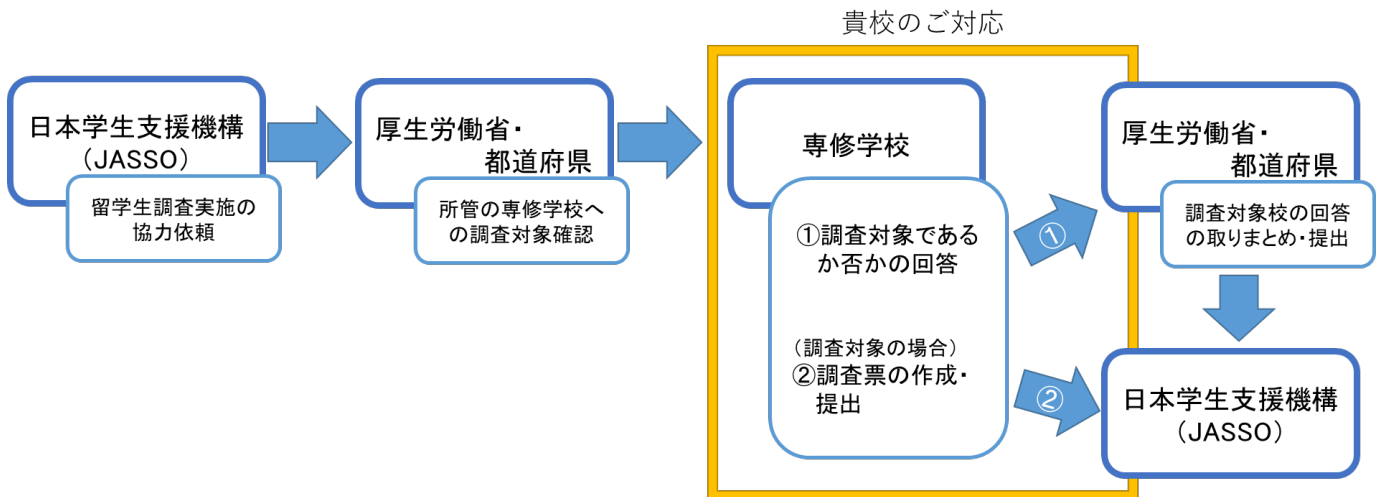 貴校のご対応
日本学生支援機構
(JASSO)
留学生調査実施の
協力依頼
厚生労働省・
都道府県
所管の専修学校へ
の調査対象確認
専修学校
①調査対象である
か否かの回答
(調査対象の場合)
②調査票の作成・
提出
①
②
厚生労働省・
都道府県
調査対象校の回答
の取りまとめ・提出
日本学生支援機構
(JASSO)